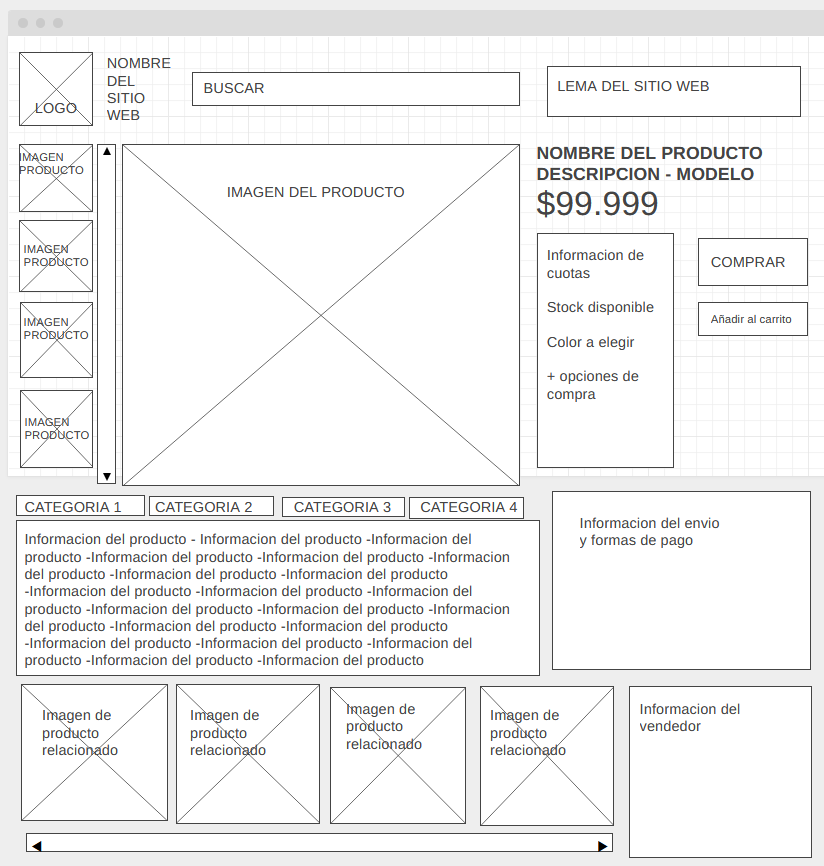 LOGO
NOMBRE
DEL
SITIO
WEB
BUSCAR
LEMA DEL SITIO WEB
IMAGEN
PRODUCTO
IMAGEN
PRODUCTO
IMAGEN
PRODUCTO
IMAGEN
PRODUCTO
IMAGEN DEL PRODUCTO
NOMBRE DEL PRODUCTO
DESCRIPCION - MODELO
$99.999
Informacion de
cuotas
Stock disponible
Color a elegir
+ opciones de
compra
COMPRAR
Añadir al carrito
CATEGORIA 1
CATEGORIA 2
CATEGORIA 3
CATEGORIA 4
Informacion del producto - Informacion del producto -Informacion del
producto -Informacion del producto -Informacion del producto -Informacion
del producto -Informacion del producto -Informacion del producto
-Informacion del producto -Informacion del producto -Informacion del
producto -Informacion del producto -Informacion del producto -Informacion
del producto -Informacion del producto -Informacion del producto
-Informacion del producto -Informacion del producto -Informacion del
producto -Informacion del producto -Informacion del producto
Informacion del envio
y formas de pago
Imagen de
producto
relacionado
Imagen de
producto
relacionado
Imagen de
producto
relacionado
Imagen de
producto
relacionado
Informacion del
vendedor